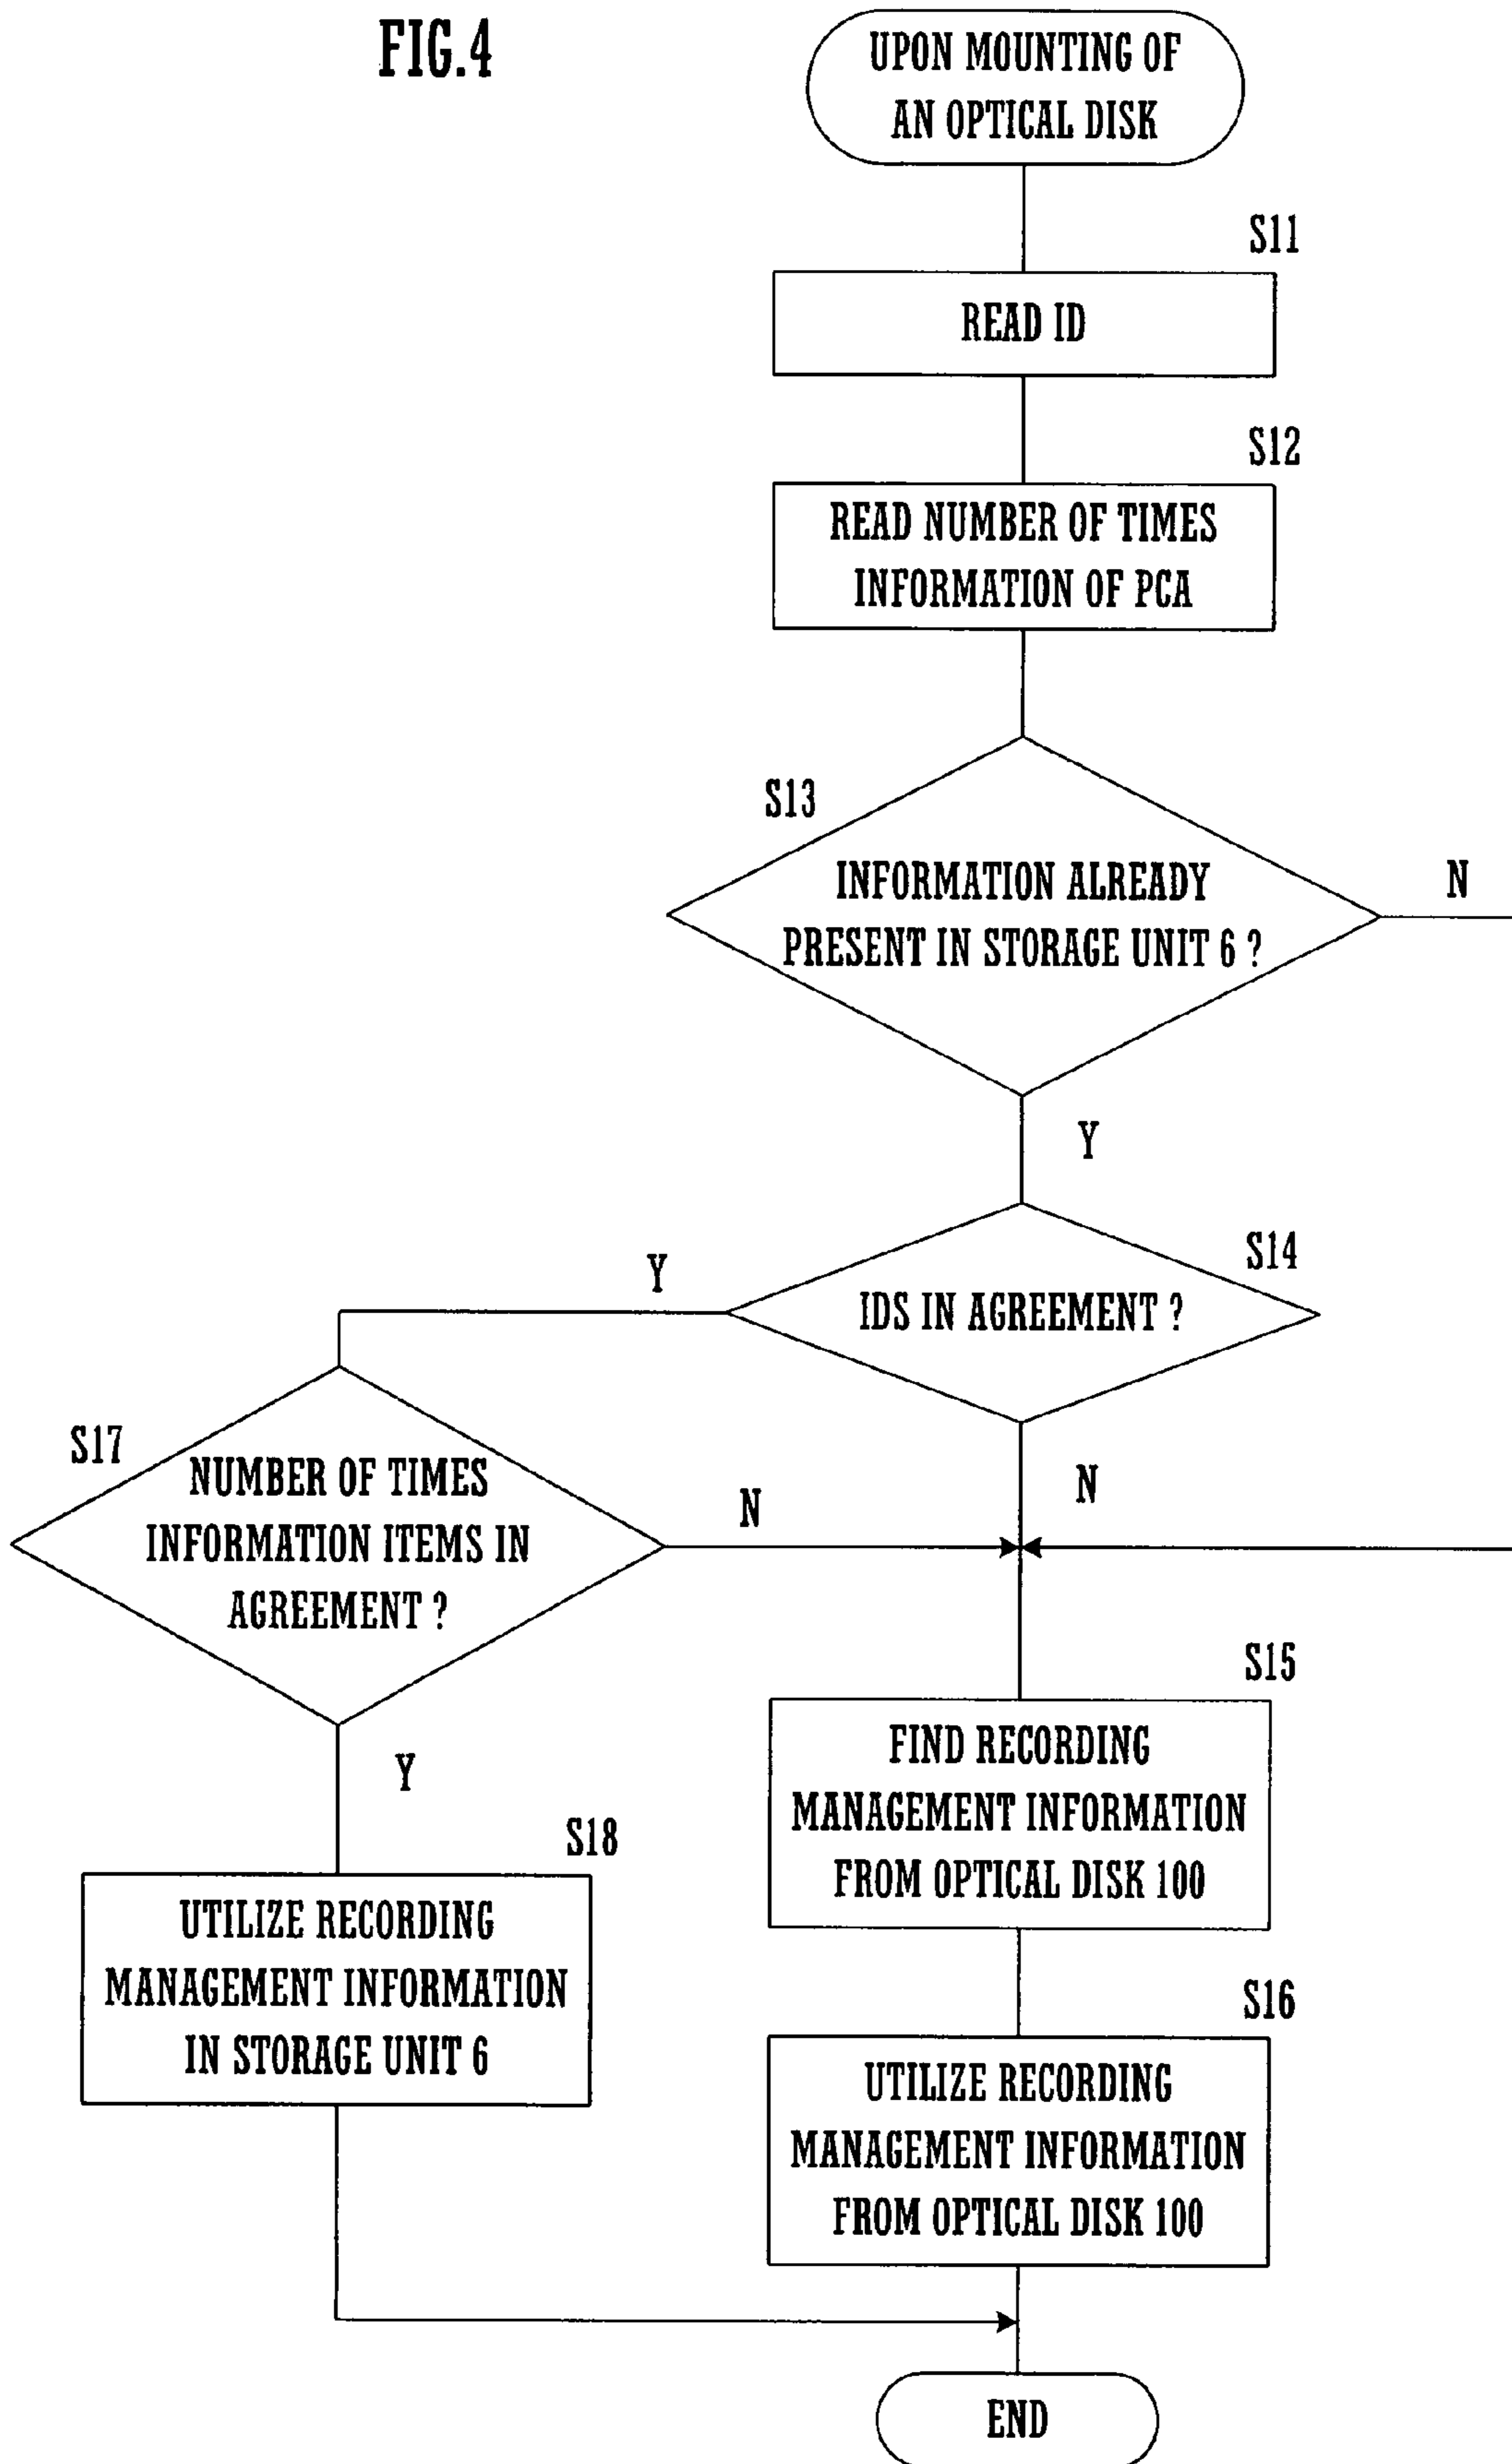 FIG.4
UPON MOUNTING OF
AN OPTICAL DISK
S11
READ ID
S12
READ NUMBER OF TIMES
INFORMATION OF PCA
S13
INFORMATION ALREADY
PRESENT IN STORAGE UNIT 6 ?
N
Y
S14
IDS IN AGREEMENT ?
Y
N
S17
NUMBER OF TIMES
INFORMATION ITEMS IN
AGREEMENT ?
N
Y
S15
FIND RECORDING
MANAGEMENT INFORMATION
FROM OPTICAL DISK 100
S18
UTILIZE RECORDING
MANAGEMENT INFORMATION
IN STORAGE UNIT 6
S16
UTILIZE RECORDING
MANAGEMENT INFORMATION
FROM OPTICAL DISK 100
END